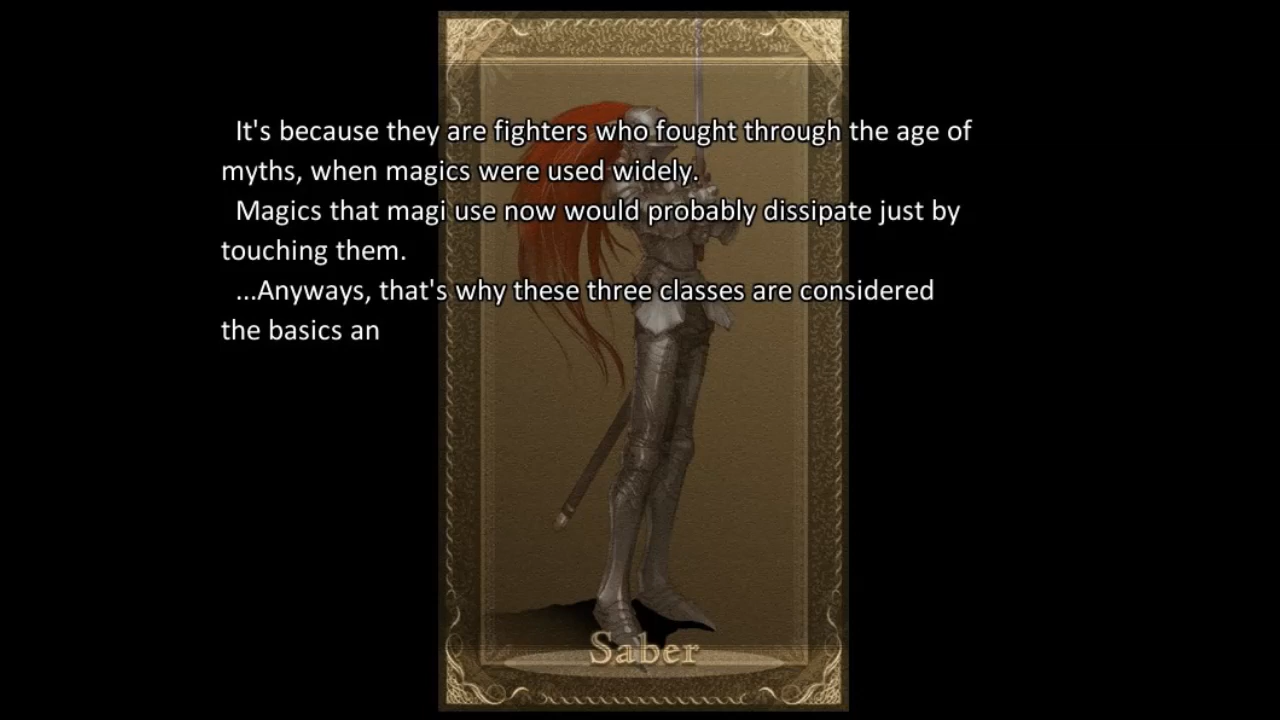 It's because they are fighters who fought through the age of
myths, when magics were used widely.
Magics that magi use now would probably dissipate just by
touching them.
...Anyways, that's why these three classes are considered
the basics an
Saber